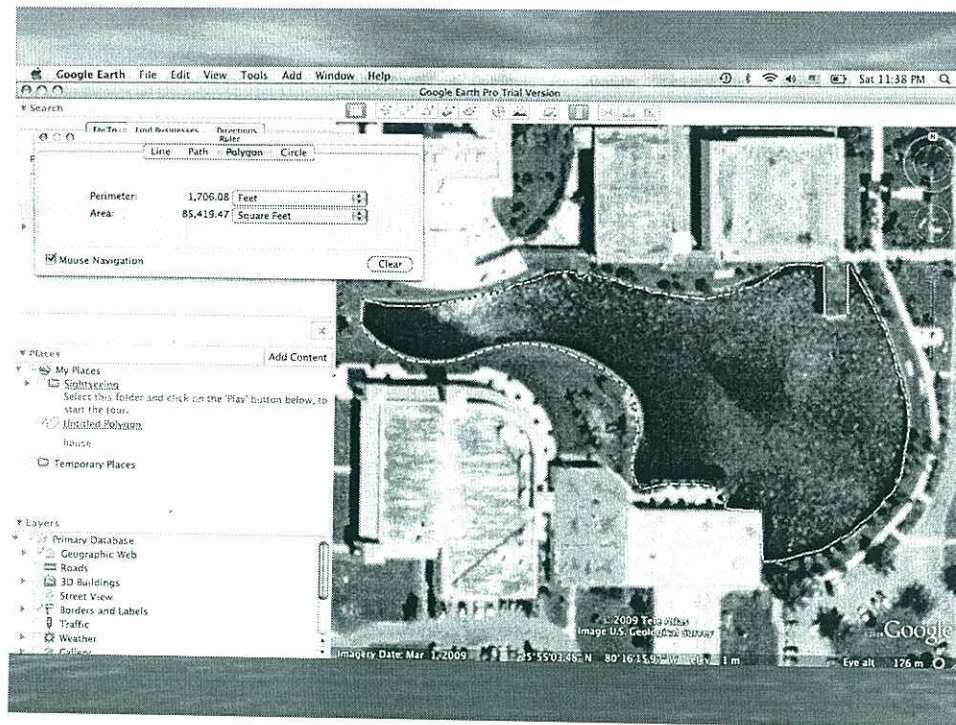 Google Earth File Edit View Tools Add Window Help
Sat 11:38 PM
Google Earth Pro Trial Version
Search
Find Businesses Directions
Ruler
Line Path Polygon Circle
Perimeter: 1,706.08 Feet
Area: 85,419.47 Square Feet
Mouse Navigation
Clear
Places
Add Content
My Places
Sightseeing
Select this folder and click on the 'Play' button below, to
start the tour.
Untitled Polygon
house
Temporary Places
Layers
Primary Database
Geographic Web
Roads
3D Buildings
Street View
Borders and Labels
Traffic
Weather
Gallery
N
© 2009 Tele Atlas
Image U.S. Geological Survey
Google
Imagery Date: Mar 1, 2009
Eye alt 176 m